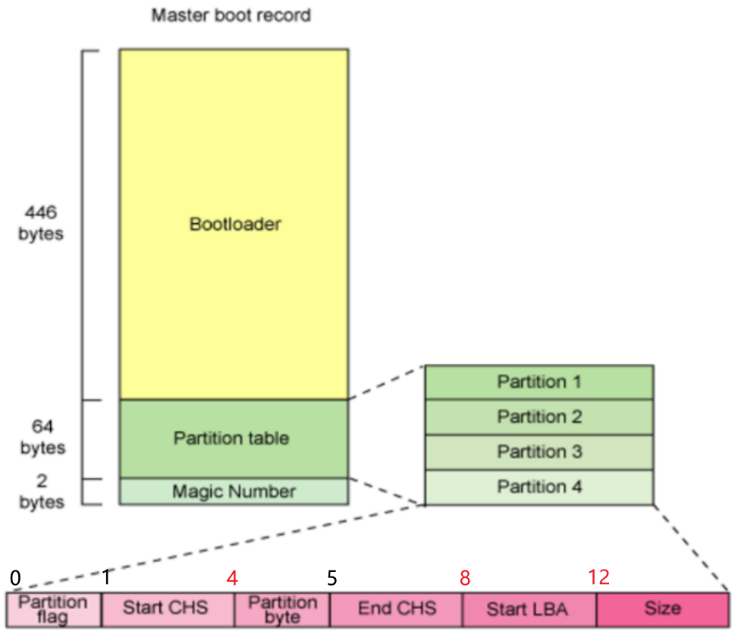 Master boot record
446
bytes
Bootloader
Partition 1
Partition 2
64
bytes
Partition table
Partition 3
2
bytes
Magic Number
Partition 4
0 1 4 5 8 12
Partition
flag
Start CHS
Partition
byte
End CHS
Start LBA
Size